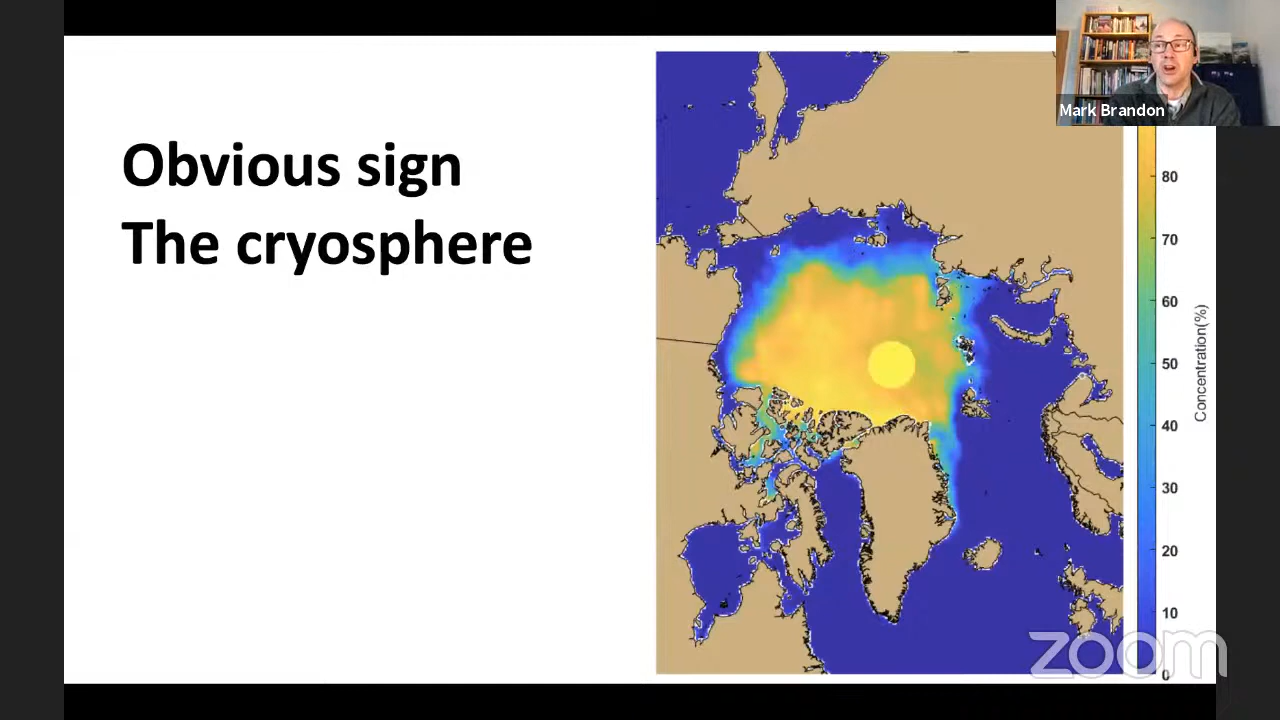 Obvious sign
The cryosphere
Mark Brandon
80
70
60
50
40
30
20
10
0
Concentration(%)
zoom